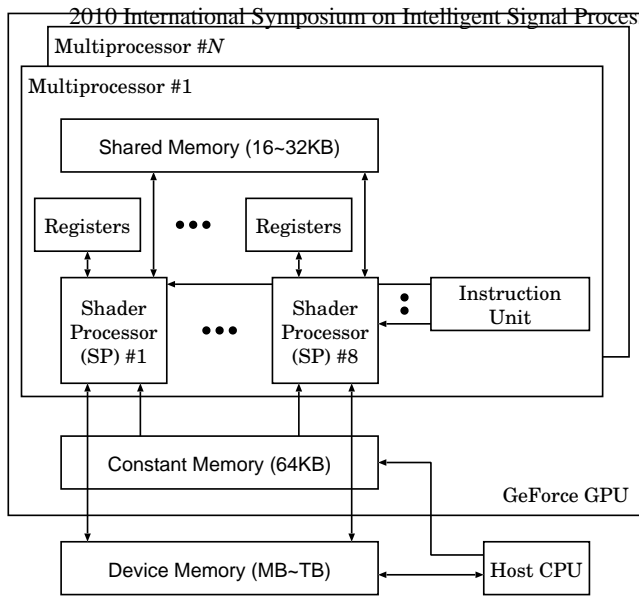 2010 International Symposium on Intelligent Signal Proces
Multiprocessor #N
Multiprocessor #1
Shared Memory (16~32KB)
Registers
Registers
Shader
Processor
(SP) #1
Shader
Processor
(SP) #8
Instruction
Unit
Constant Memory (64KB)
GeForce GPU
Device Memory (MB~TB)
Host CPU